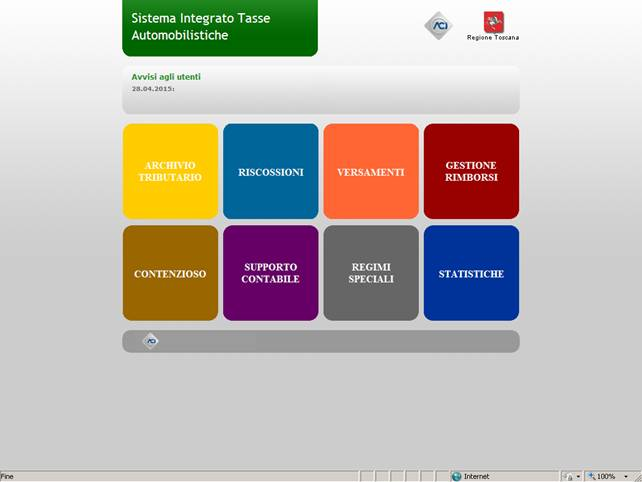 Sistema Integrato Tasse
Automobilistiche
ACI
Regione Toscana
Avvisi agli utenti
28.04.2015:
ARCHIVIO
TRIBUTARIO
RISCOSSIONI
VERSAMENTI
GESTIONE
RIMBORSI
CONTENZIOSO
SUPPORTO
CONTABILE
REGIMI
SPECIALI
STATISTICHE
ACI
Fine
Internet
100%